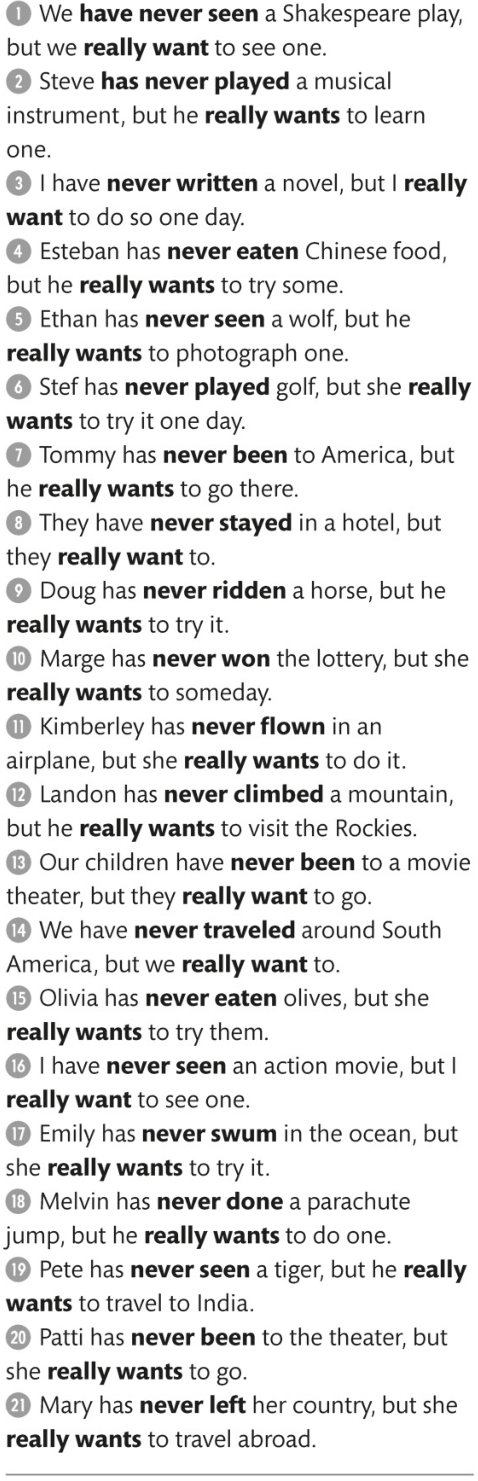 1 We have never seen a Shakespeare play,
but we really want to see one.
2 Steve has never played a musical
instrument, but he really wants to learn
one.
3 I have never written a novel, but I really
want to do so one day.
4 Esteban has never eaten Chinese food,
but he really wants to try some.
5 Ethan has never seen a wolf, but he
really wants to photograph one.
6 Stef has never played golf, but she really
wants to try it one day.
7 Tommy has never been to America, but
he really wants to go there.
8 They have never stayed in a hotel, but
they really want to.
9 Doug has never ridden a horse, but he
really wants to try it.
10 Marge has never won the lottery, but she
really wants to someday.
11 Kimberley has never flown in an
airplane, but she really wants to do it.
12 Landon has never climbed a mountain,
but he really wants to visit the Rockies.
13 Our children have never been to a movie
theater, but they really want to go.
14 We have never traveled around South
America, but we really want to.
15 Olivia has never eaten olives, but she
really wants to try them.
16 I have never seen an action movie, but I
really want to see one.
17 Emily has never swum in the ocean, but
she really wants to try it.
18 Melvin has never done a parachute
jump, but he really wants to do one.
19 Pete has never seen a tiger, but he really
wants to travel to India.
20 Patti has never been to the theater, but
she really wants to go.
21 Mary has never left her country, but she
really wants to travel abroad.